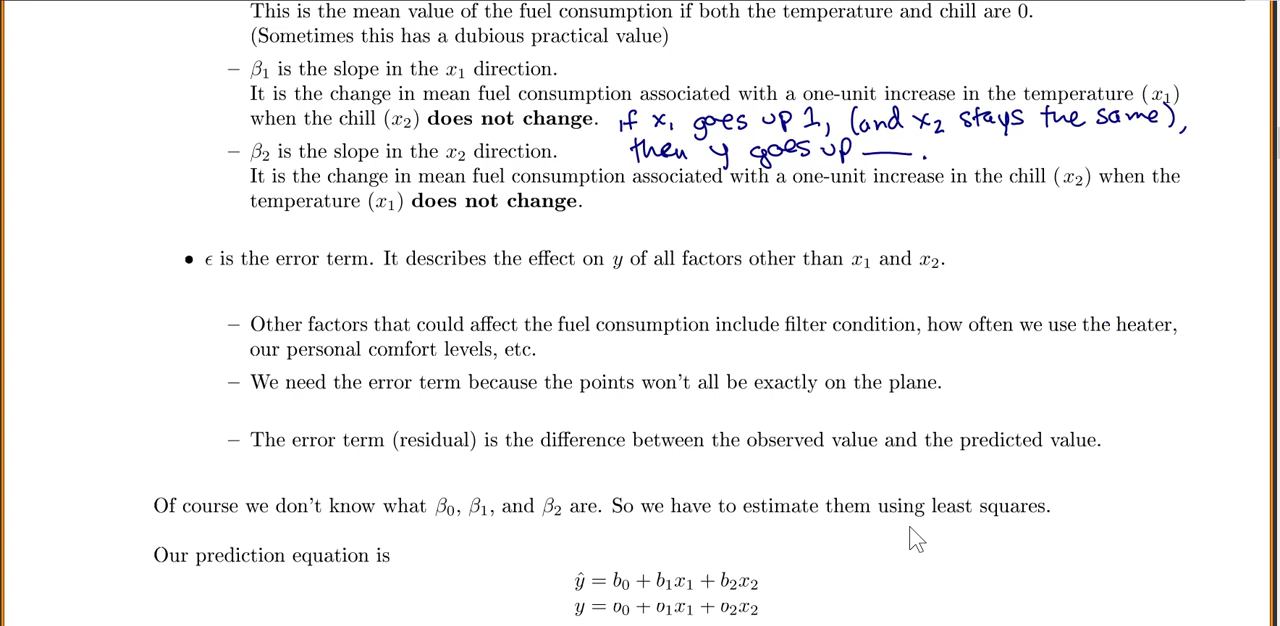 This is the mean value of the fuel consumption if both the temperature and chill are 0.
(Sometimes this has a dubious practical value)
– β₁ is the slope in the x₁ direction.
It is the change in mean fuel consumption associated with a one-unit increase in the temperature (x₁)
when the chill (x₂) does not change. If x₁ goes up 1, (and x₂ stays the same),
– β₂ is the slope in the x₂ direction. then y goes up ___.
It is the change in mean fuel consumption associated with a one-unit increase in the chill (x₂) when the
temperature (x₁) does not change.
• ϵ is the error term. It describes the effect on y of all factors other than x₁ and x₂.
– Other factors that could affect the fuel consumption include filter condition, how often we use the heater,
our personal comfort levels, etc.
– We need the error term because the points won't all be exactly on the plane.
– The error term (residual) is the difference between the observed value and the predicted value.
Of course we don't know what β₀, β₁, and β₂ are. So we have to estimate them using least squares.
Our prediction equation is
ŷ = b₀ + b₁x₁ + b₂x₂
y = o₀ + o₁x₁ + o₂x₂